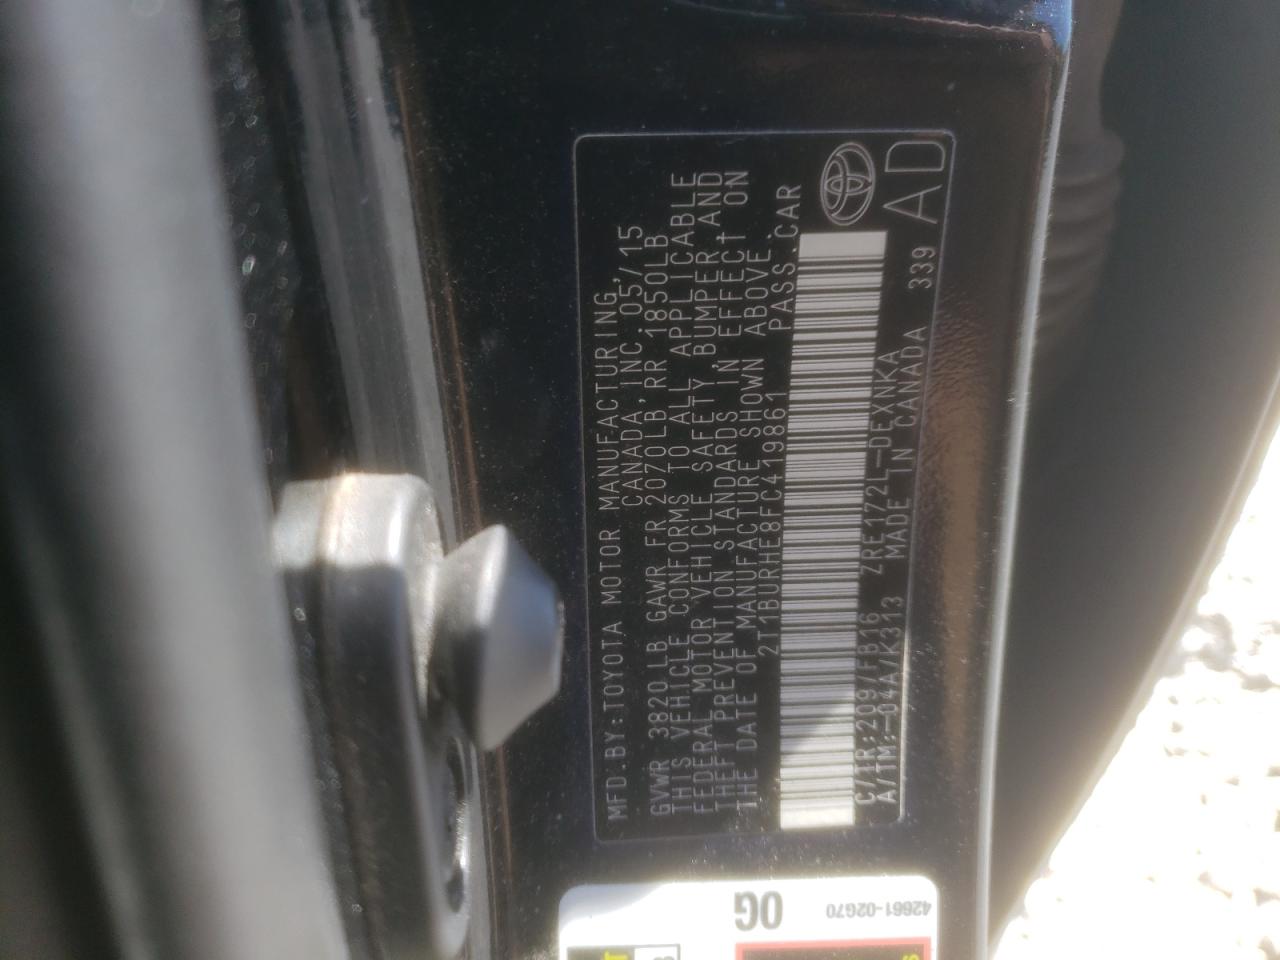 MFD.BY:TOYOTA MOTOR MANUFACTURING,
CANADA,INC.05/15
GVWR 3820LB GAWR FR 2070LB,RR 1850LB
THIS VEHICLE CONFORMS TO ALL APPLICABLE
FEDERAL MOTOR VEHICLE SAFETY,BUMPER,AND
THEFT PREVENTION STANDARDS IN EFFECT ON
THE DATE OF MANUFACTURE SHOWN ABOVE.
2T1BURHE8FC419861 PASS.CAR
C/TR:209/FB16 ZRE172L-DEXNKA
A/TM:-04A/K313 MADE IN CANADA 339
AD
0G
42661-02G70